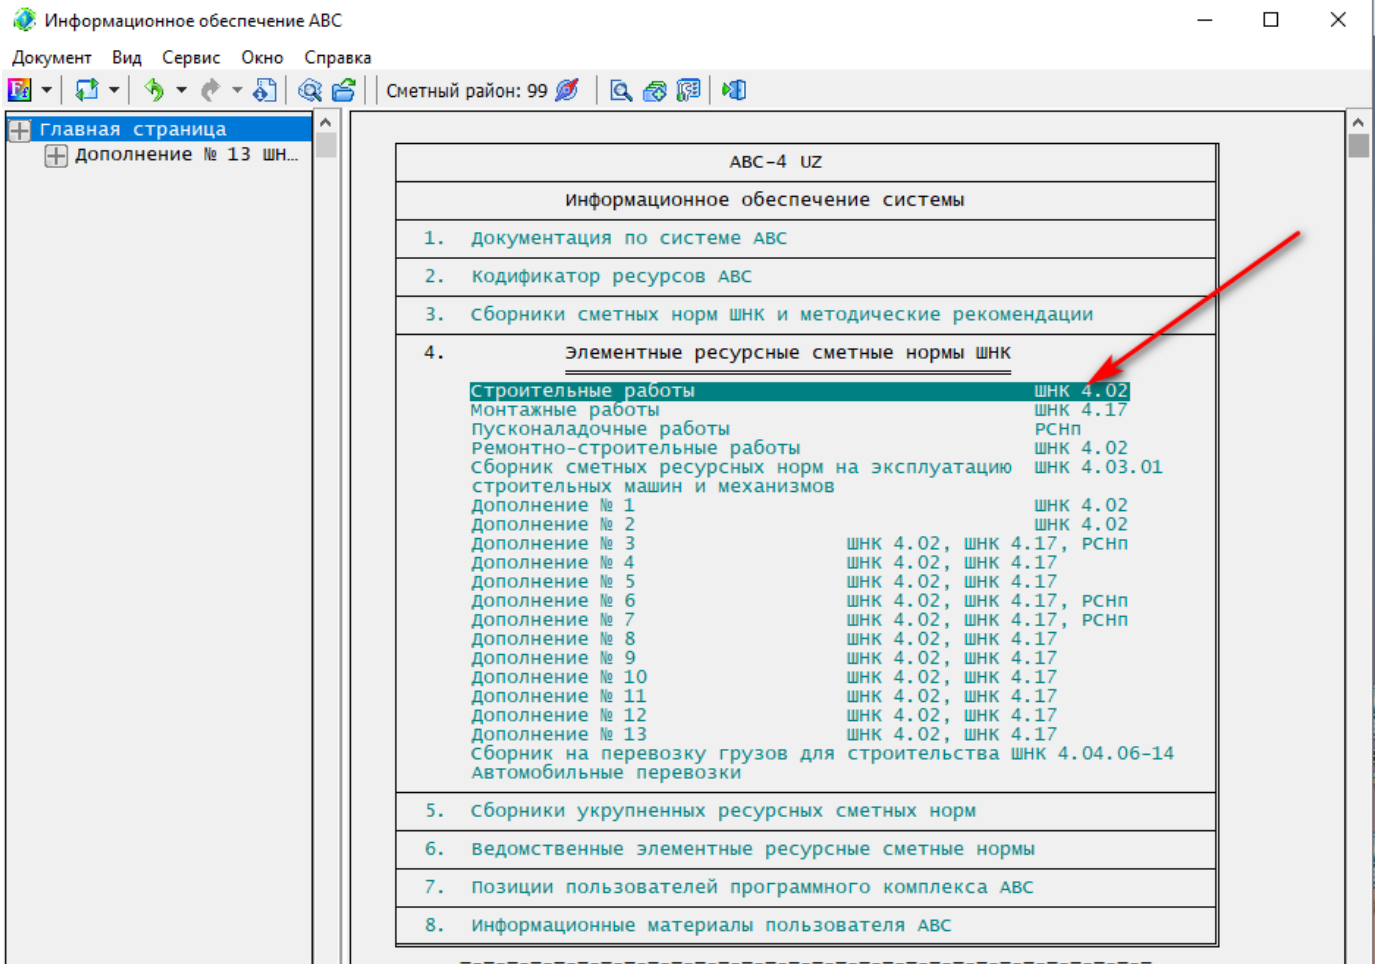 Информационное обеспечение АВС
Документ Вид Сервис Окно Справка
Сметный район: 99
Главная страница
Дополнение № 13 ШН...
АВС-4 UZ
Информационное обеспечение системы
1. Документация по системе АВС
2. Кодификатор ресурсов АВС
3. Сборники сметных норм ШНК и методические рекомендации
4. Элементные ресурсные сметные нормы ШНК
Строительные работы ШНК 4.02
Монтажные работы ШНК 4.17
Пусконаладочные работы РСНп
Ремонтно-строительные работы ШНК 4.02
Сборник сметных ресурсных норм на эксплуатацию ШНК 4.03.01
строительных машин и механизмов
Дополнение № 1 ШНК 4.02
Дополнение № 2 ШНК 4.02
Дополнение № 3 ШНК 4.02, ШНК 4.17, РСНп
Дополнение № 4 ШНК 4.02, ШНК 4.17
Дополнение № 5 ШНК 4.02, ШНК 4.17
Дополнение № 6 ШНК 4.02, ШНК 4.17, РСНп
Дополнение № 7 ШНК 4.02, ШНК 4.17, РСНп
Дополнение № 8 ШНК 4.02, ШНК 4.17
Дополнение № 9 ШНК 4.02, ШНК 4.17
Дополнение № 10 ШНК 4.02, ШНК 4.17
Дополнение № 11 ШНК 4.02, ШНК 4.17
Дополнение № 12 ШНК 4.02, ШНК 4.17
Дополнение № 13 ШНК 4.02, ШНК 4.17
Сборник на перевозку грузов для строительства ШНК 4.04.06-14
Автомобильные перевозки
5. Сборники укрупненных ресурсных сметных норм
6. Ведомственные элементные ресурсные сметные нормы
7. Позиции пользователей программного комплекса АВС
8. Информационные материалы пользователя АВС